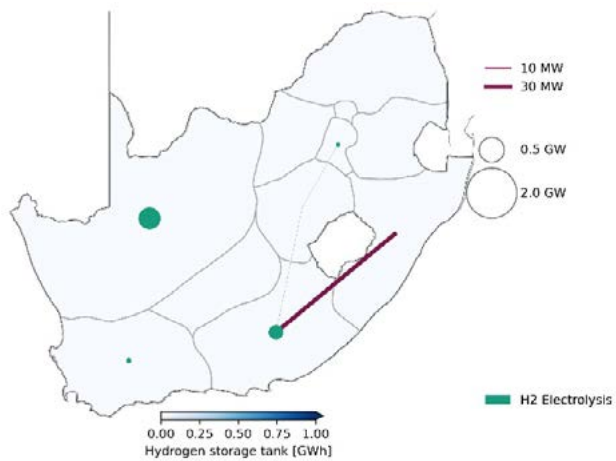 10 MW
30 MW
0.5 GW
2.0 GW
H2 Electrolysis
0.00 0.25 0.50 0.75 1.00
Hydrogen storage tank [GWh]